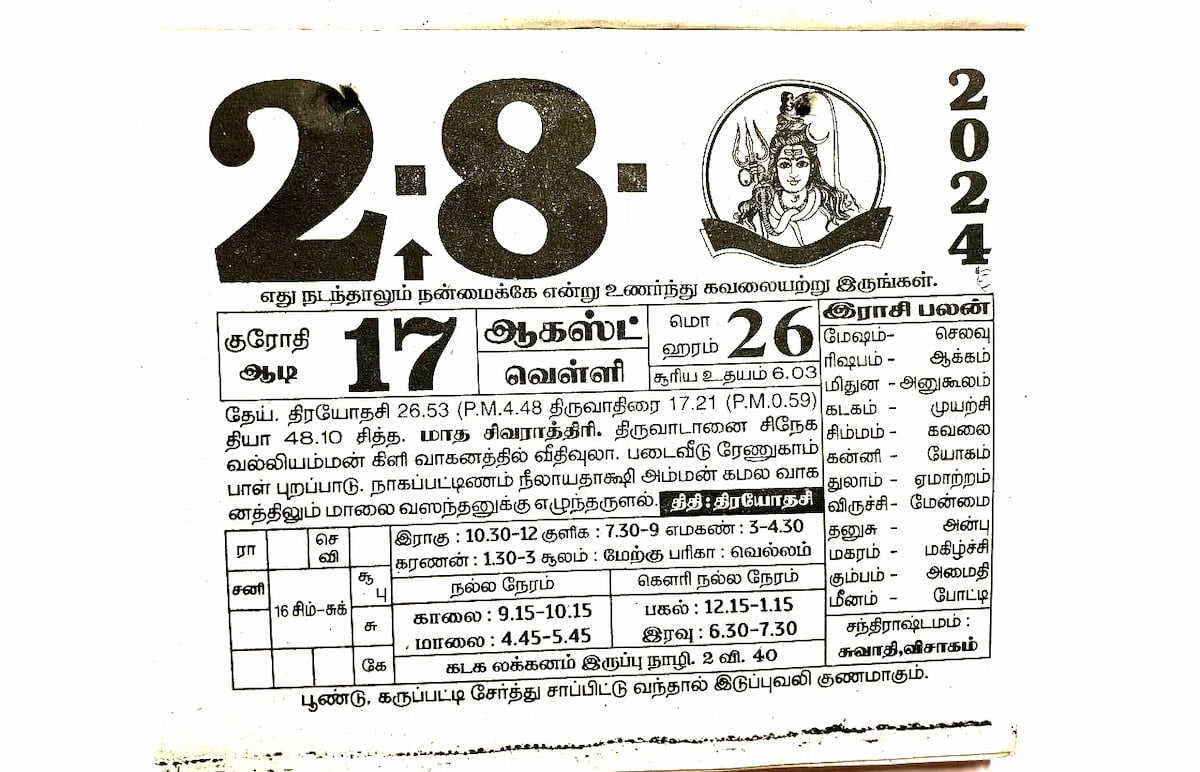 2.8.
2024
எது நடந்தாலும் நன்மைக்கே என்று உணர்ந்து கவலையற்று இருங்கள்.
குரோதி
ஆடி
17
ஆகஸ்ட்
வெள்ளி
மொ
ஹரம்
26
சூரிய உதயம் 6.03
தேய். திரயோதசி 26.53 (P.M.4.48 திருவாதிரை 17.21 (P.M.0.59)
தியா 48.10 சித்த. மாத சிவராத்திரி. திருவாடானை சிநேக
வல்லியம்மன் கிளி வாகனத்தில் வீதிவுலா. படைவீடு ரேணுகாம்
பாள் புறப்பாடு. நாகப்பட்டிணம் நீலாயதாக்ஷி அம்மன் கமல வாக
னத்திலும் மாலை வஸந்தனுக்கு எழுந்தருளல். திதி : திரயோதசி
ரா
செ
வி
சனி
16 சிம்-சுக்
சூ
பு
சு
கே
இராகு : 10.30-12 குளிக : 7.30-9 எமகண் : 3-4.30
கரணன் : 1.30-3 சூலம் : மேற்கு பரிகா : வெல்லம்
நல்ல நேரம்
காலை : 9.15-10.15
மாலை : 4.45-5.45
கௌரி நல்ல நேரம்
பகல் : 12.15-1.15
இரவு : 6.30-7.30
கடக லக்கனம் இருப்பு நாழி. 2 வி. 40
இராசி பலன்
மேஷம்- செலவு
ரிஷபம் - ஆக்கம்
மிதுன - அனுகூலம்
கடகம் - முயற்சி
சிம்மம் - கவலை
கன்னி - யோகம்
துலாம் - ஏமாற்றம்
விருச்சி- மேன்மை
தனுசு - அன்பு
மகரம் - மகிழ்ச்சி
கும்பம் - அமைதி
மீனம் - போட்டி
சந்திராஷ்டமம் :
சுவாதி,விசாகம்
பூண்டு, கருப்பட்டி சேர்த்து சாப்பிட்டு வந்தால் இடுப்புவலி குணமாகும்.